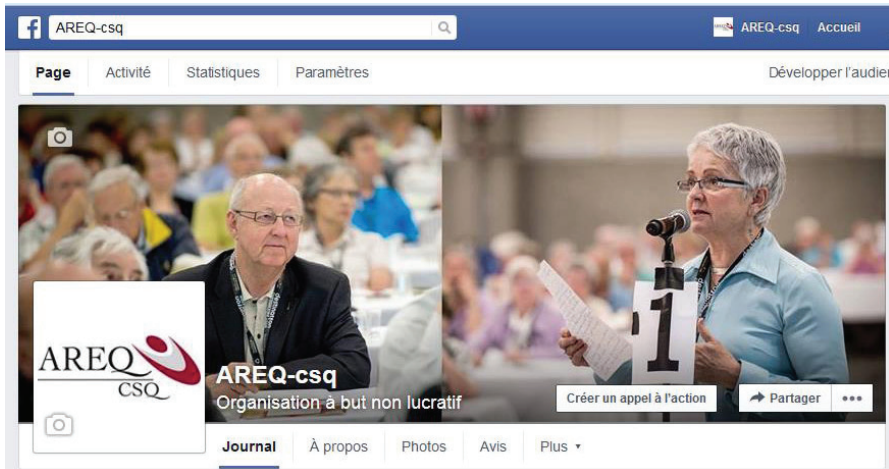 AREQ-csq
AREQ-csq Accueil
Page Activité Statistiques Paramètres Développer l'audien
1
AREQ
CSQ
AREQ-csq
Organisation à but non lucratif
Créer un appel à l'action Partager
Journal À propos Photos Avis Plus